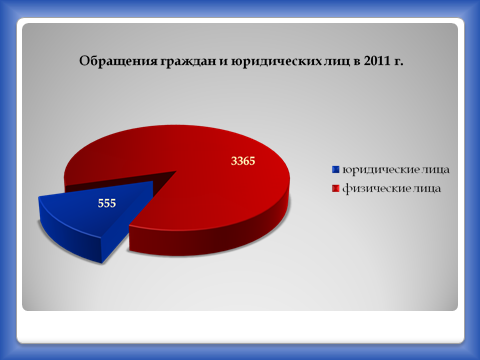 Обращения граждан и юридических лиц в 2011 г.
3365
555
юридические лица
физические лица